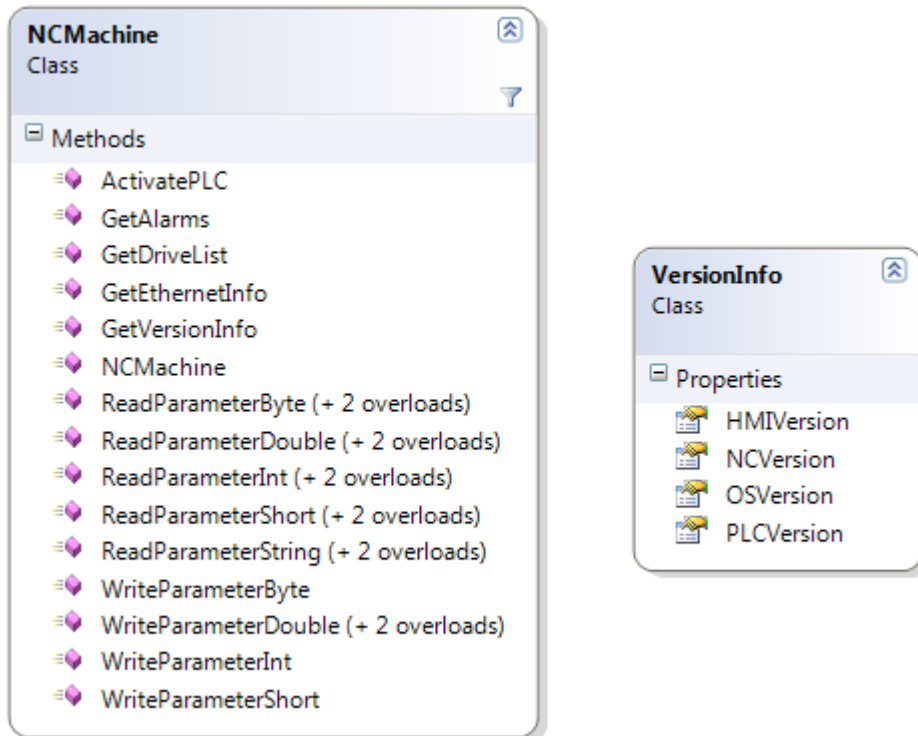 NCMachine
Class
Methods
ActivatePLC
GetAlarms
GetDriveList
GetEthernetInfo
GetVersionInfo
NCMachine
ReadParameterByte (+ 2 overloads)
ReadParameterDouble (+ 2 overloads)
ReadParameterInt (+ 2 overloads)
ReadParameterShort (+ 2 overloads)
ReadParameterString (+ 2 overloads)
WriteParameterByte
WriteParameterDouble (+ 2 overloads)
WriteParameterInt
WriteParameterShort
VersionInfo
Class
Properties
HMIVersion
NCVersion
OSVersion
PLCVersion